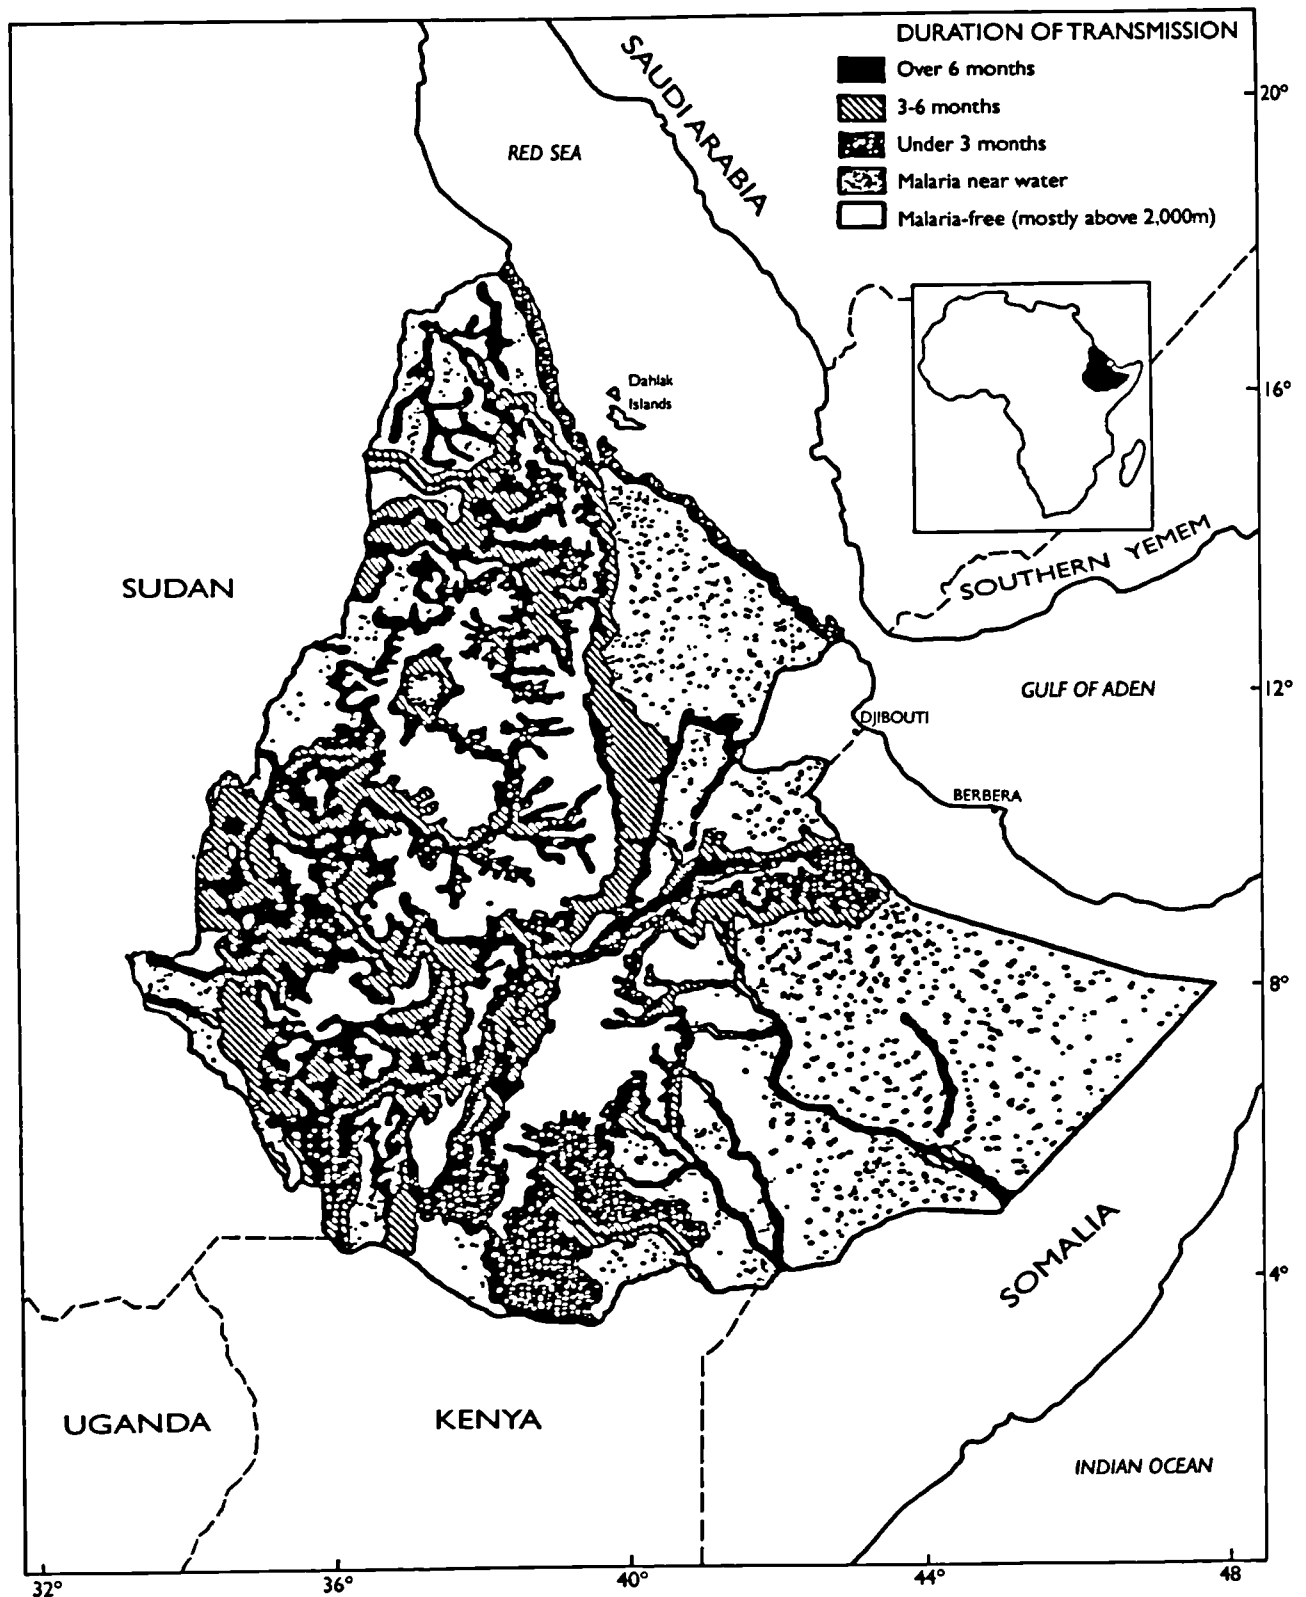 DURATION OF TRANSMISSION
Over 6 months
3-6 months
Under 3 months
Malaria near water
Malaria-free (mostly above 2,000m)
SAUDI ARABIA
RED SEA
20°
Dahlak
Islands
16°
SUDAN
SOUTHERN YEMEM
GULF OF ADEN
12°
DJIBOUTI
BERBERA
8°
SOMALIA
4°
UGANDA
KENYA
INDIAN OCEAN
32°
36°
40°
44°
48